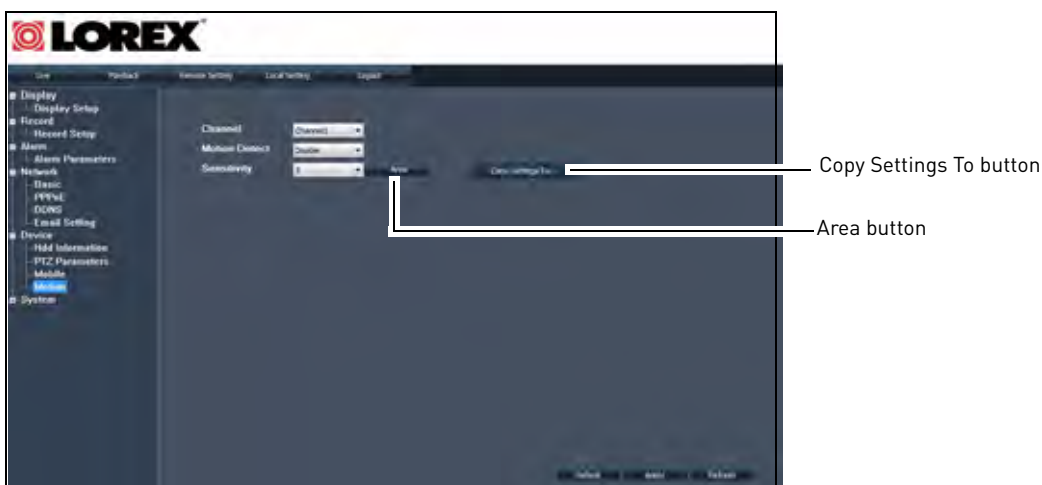 LOREX
Live Playback Remote Setting Local Setting Logout
Display
Display Setup
Record
Record Setup
Alarm
Alarm Parameters
Network
Basic
PPPoE
DDNS
Email Setting
Device
Hdd Information
PTZ Parameters
Mobile
Motion
System
Channel Channel1
Motion Detect Disable
Sensitivity Area Copy Settings To
Copy Settings To button
Area button
Default Apply Refresh